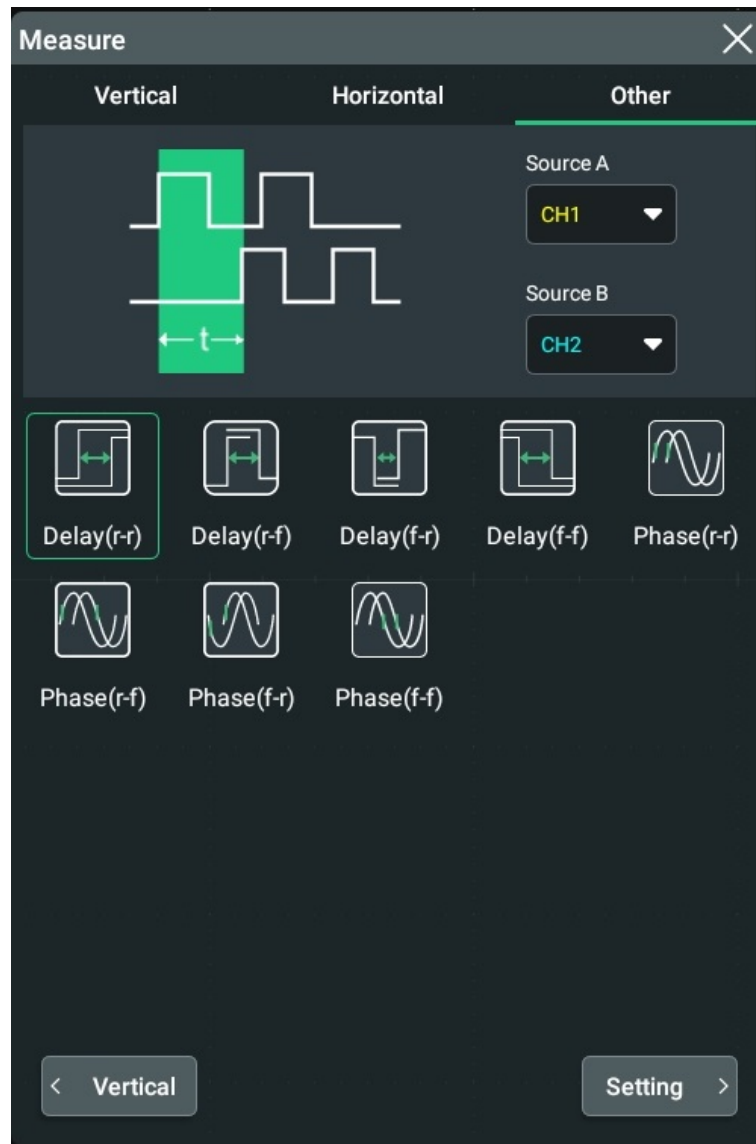 Measure
Vertical Horizontal Other
Source A
CH1
Source B
CH2
t
Delay(r-r) Delay(r-f) Delay(f-r) Delay(f-f) Phase(r-r)
Phase(r-f) Phase(f-r) Phase(f-f)
< Vertical Setting >